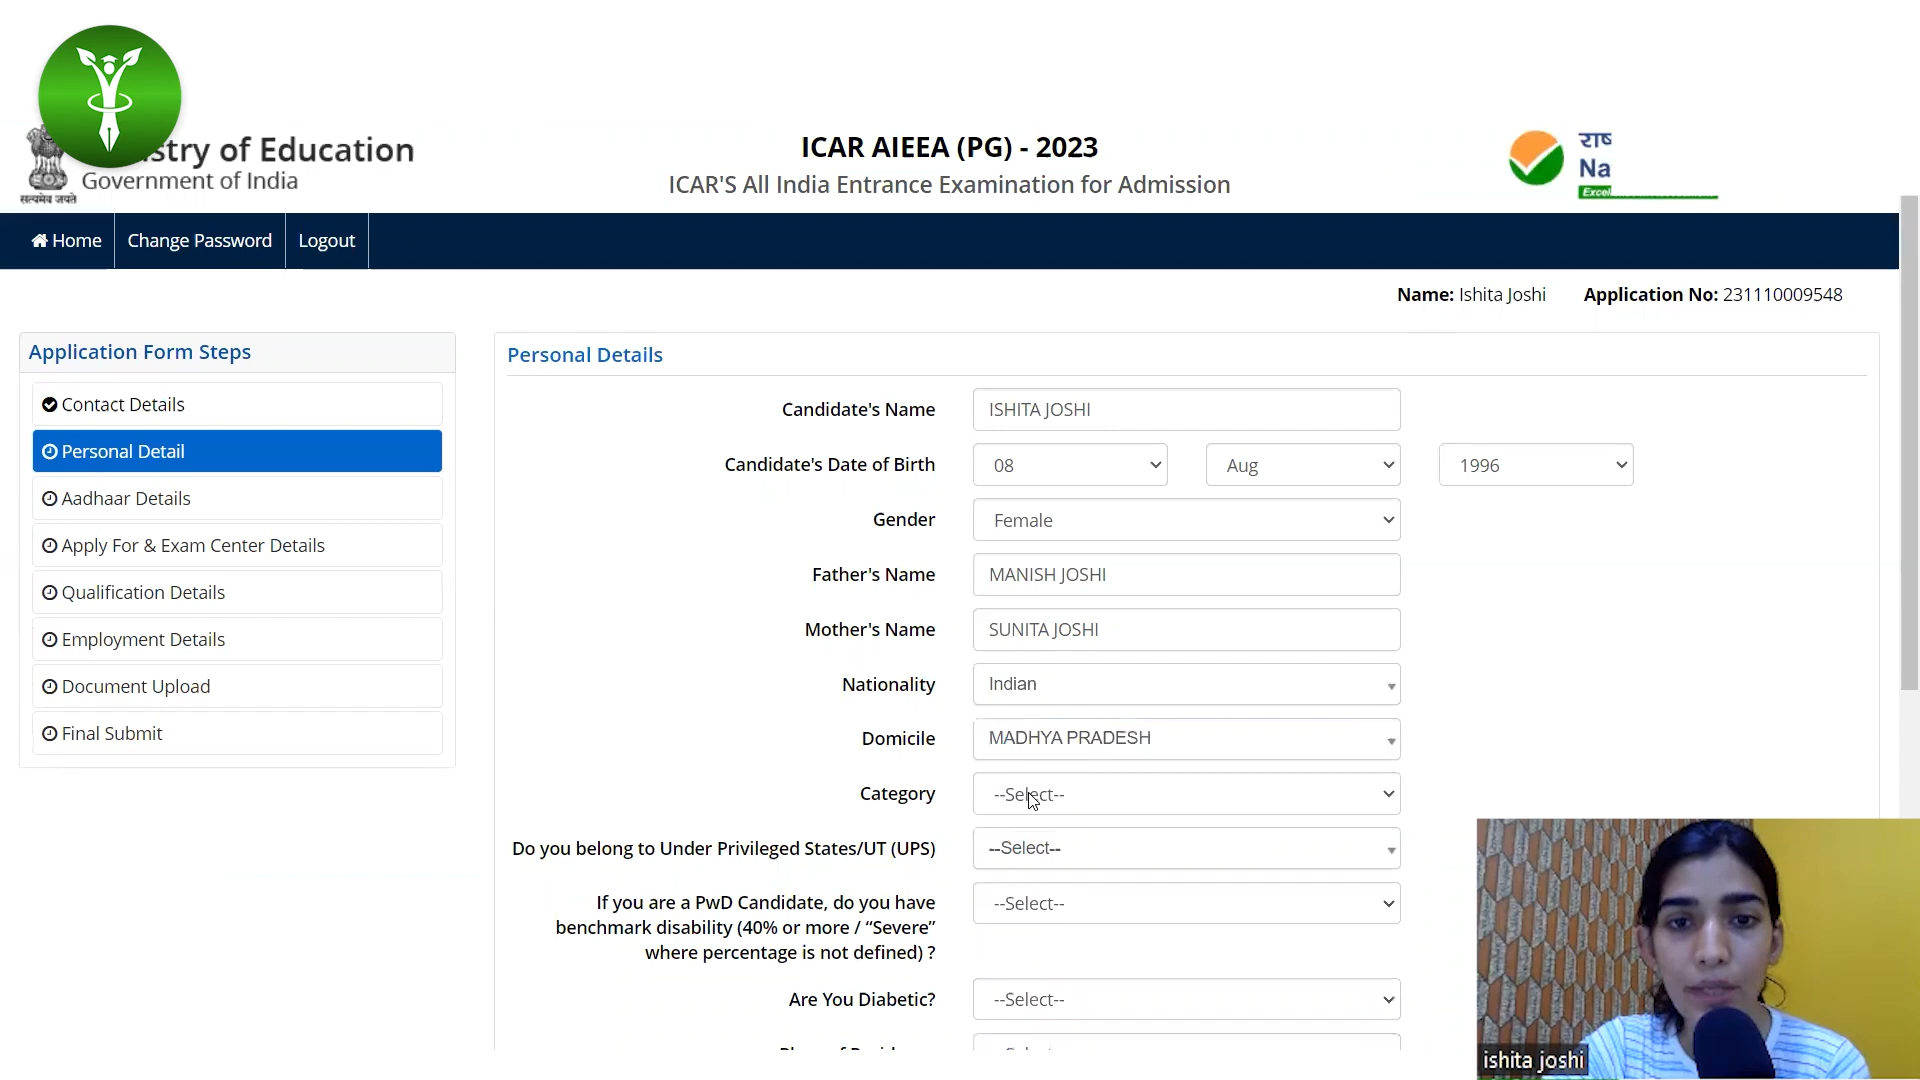 stry of Education
Government of India
सत्यमेव जयते
ICAR AIEEA (PG) - 2023
ICAR'S All India Entrance Examination for Admission
Na
Excel
Home
Change Password
Logout
Name: Ishita Joshi
Application No: 231110009548
Application Form Steps
Contact Details
Personal Detail
Aadhaar Details
Apply For & Exam Center Details
Qualification Details
Employment Details
Document Upload
Final Submit
Personal Details
Candidate's Name ISHITA JOSHI
Candidate's Date of Birth 08 Aug 1996
Gender Female
Father's Name MANISH JOSHI
Mother's Name SUNITA JOSHI
Nationality Indian
Domicile MADHYA PRADESH
Category --Select--
Do you belong to Under Privileged States/UT (UPS) --Select--
If you are a PwD Candidate, do you have --Select--
benchmark disability (40% or more / “Severe”
where percentage is not defined) ?
Are You Diabetic? --Select--
ishita joshi